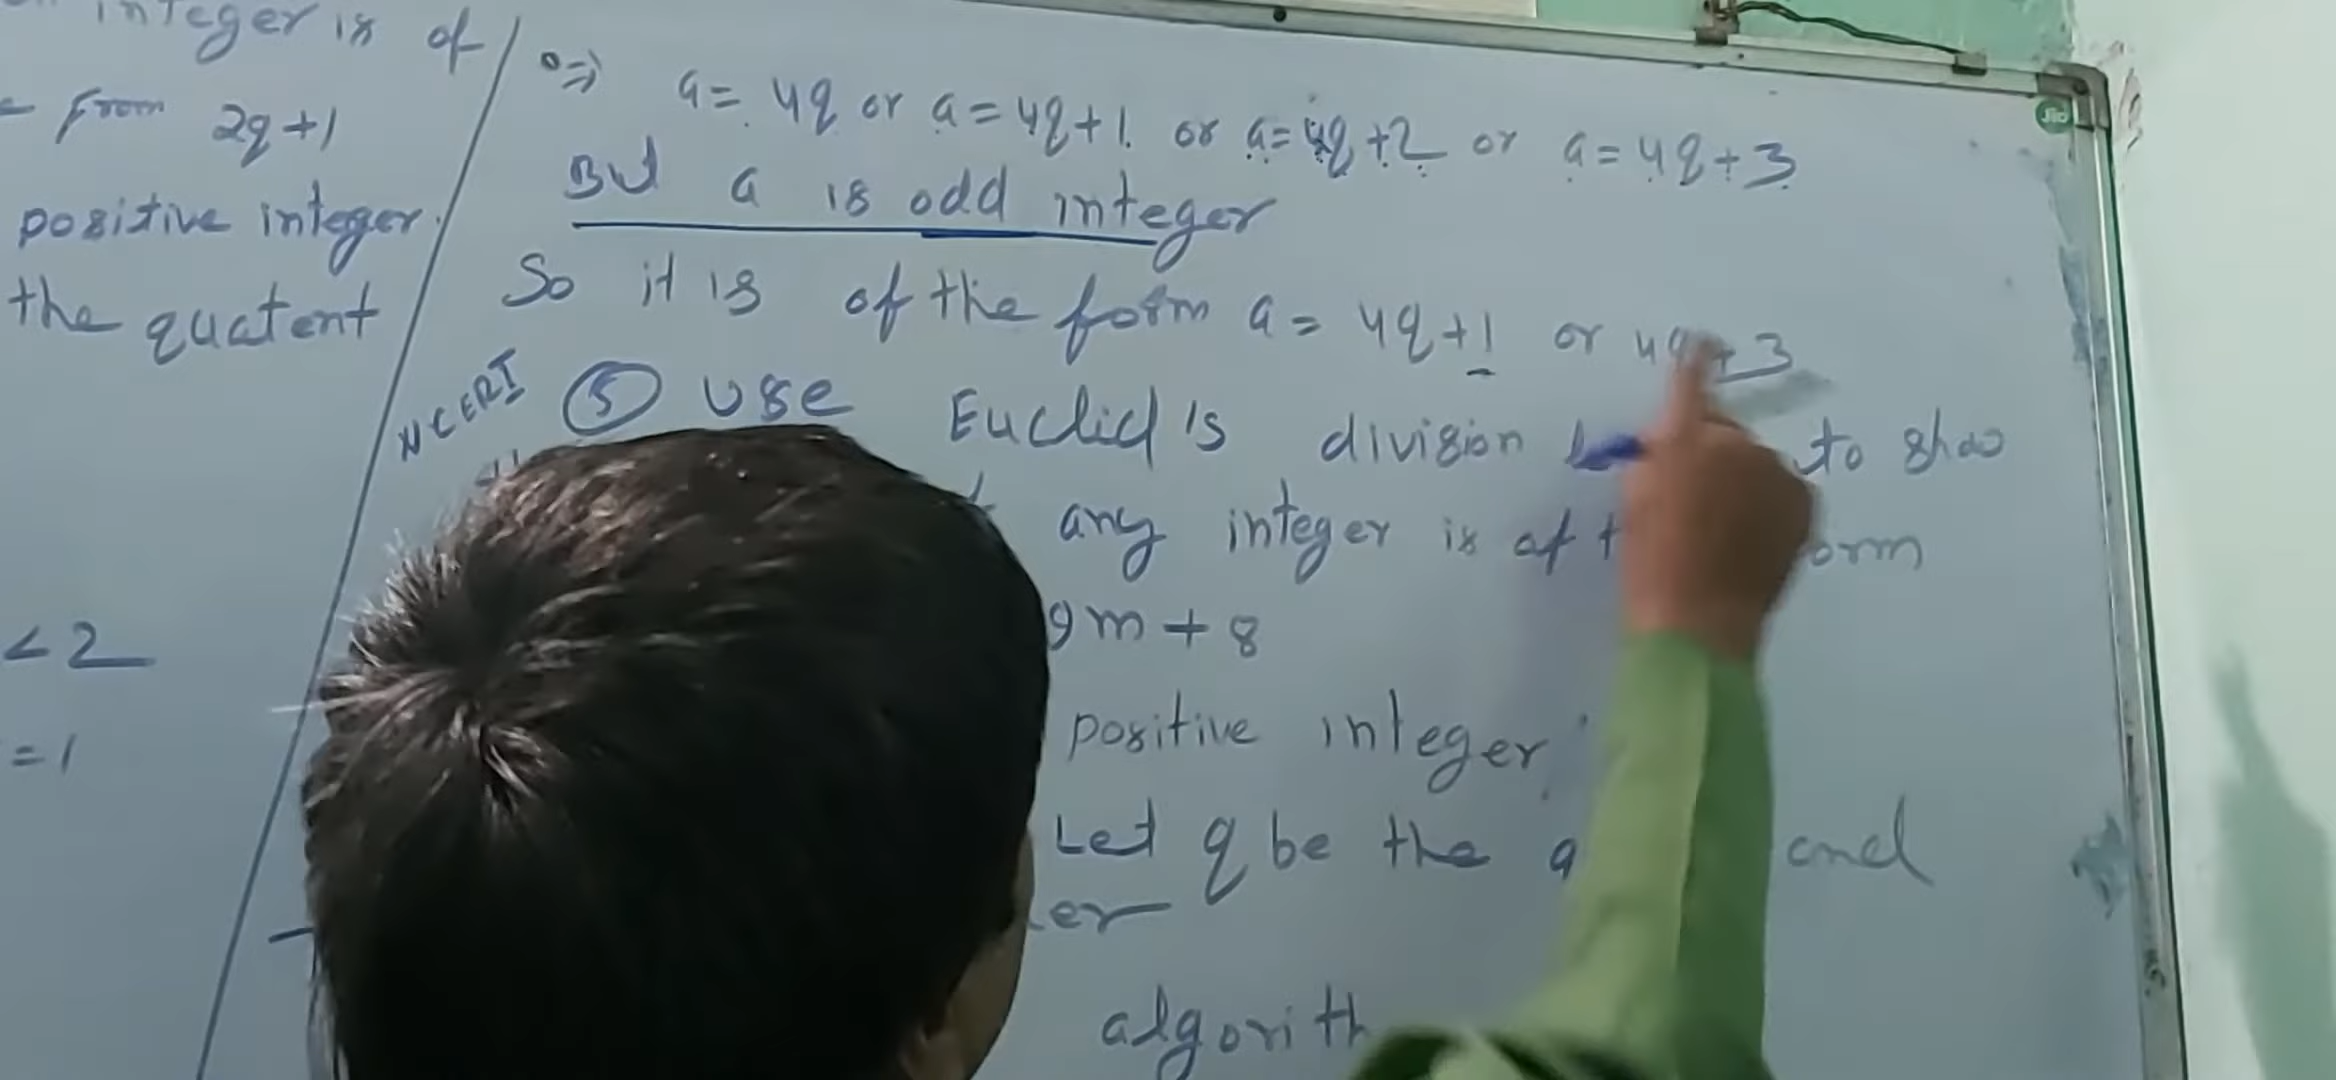 integer is of
from 2q+1
positive integer.
the quatent
<2
=1
⇒ a= 4q or a=4q+1 or a=4q+2 or a=4q+3
But a is odd integer
So it is of the form a= 4q+1 or 4q+3
NCERT ⑤ Use Euclid's division to show
any integer is of
9m+8
positive integer
Let q be the and
algorith